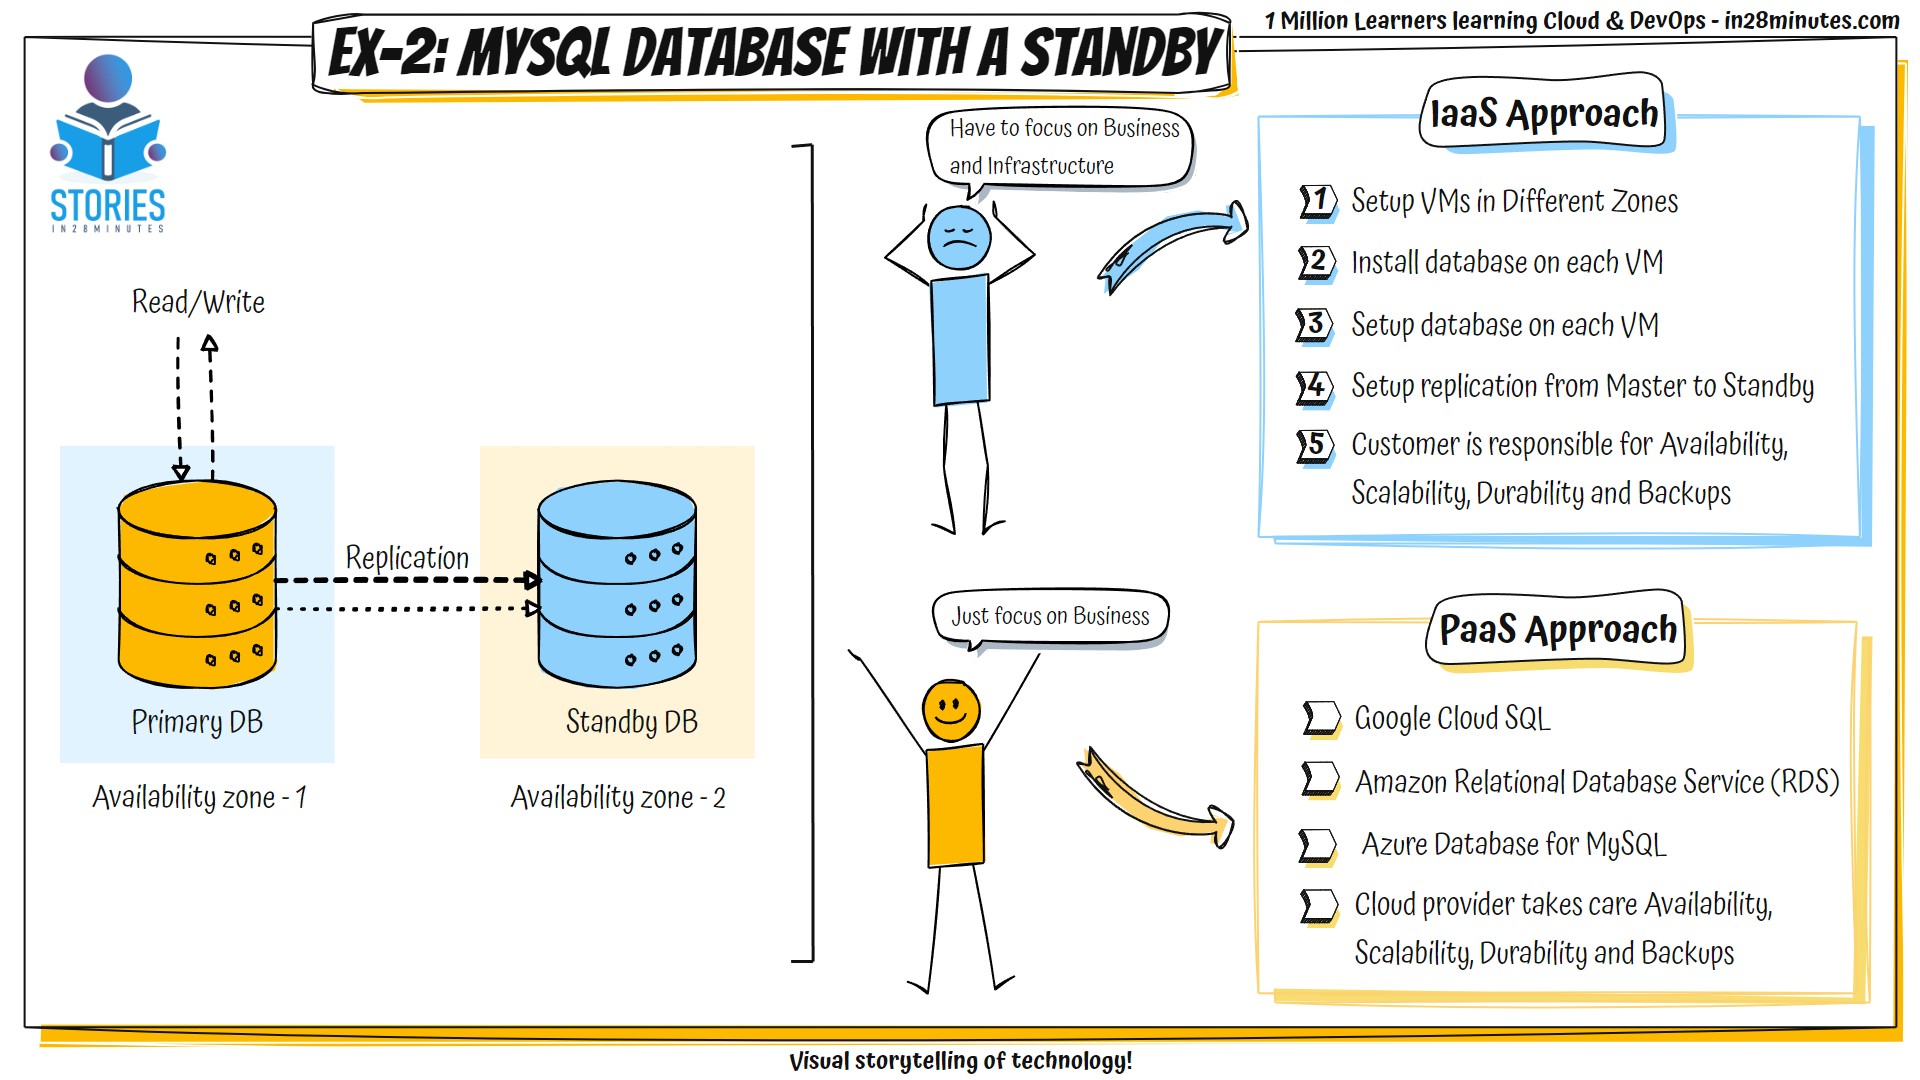 1 Million Learners learning Cloud & DevOps - in28minutes.com
EX-2: MYSQL DATABASE WITH A STANDBY
STORIES
IN28MINUTES
Read/Write
Replication
Primary DB
Standby DB
Availability zone - 1
Availability zone - 2
Have to focus on Business
and Infrastructure
IaaS Approach
1 Setup VMs in Different Zones
2 Install database on each VM
3 Setup database on each VM
4 Setup replication from Master to Standby
5 Customer is responsible for Availability,
Scalability, Durability and Backups
Just focus on Business
PaaS Approach
Google Cloud SQL
Amazon Relational Database Service (RDS)
Azure Database for MySQL
Cloud provider takes care Availability,
Scalability, Durability and Backups
Visual storytelling of technology!